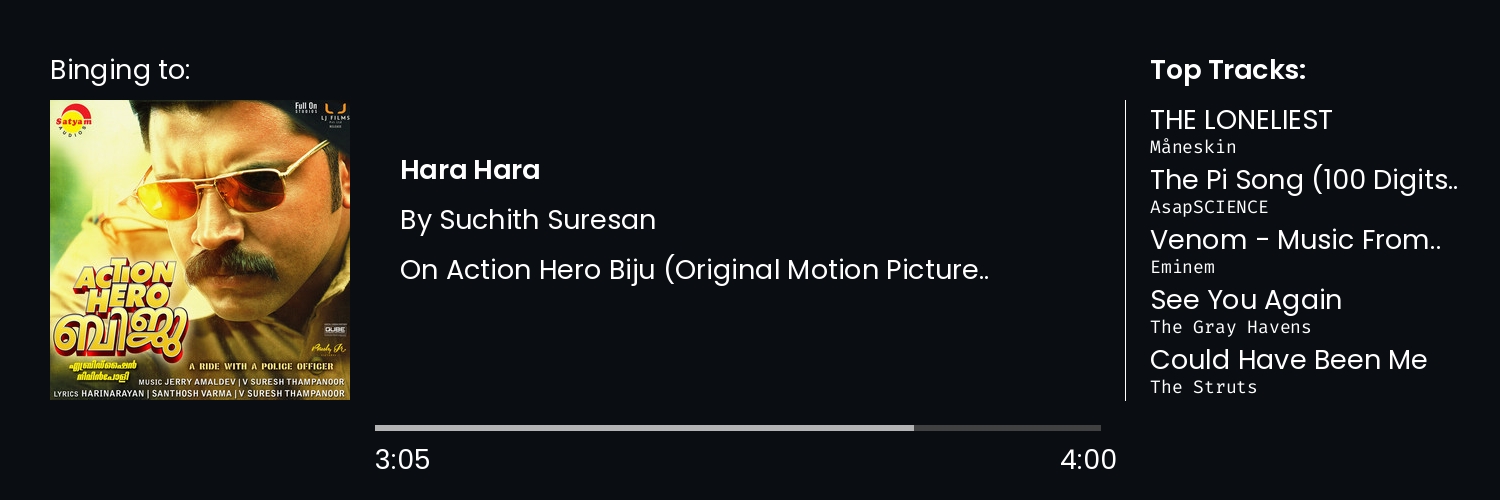 Binging to:
Satyam
AUDIOS
Full On
STUDIOS
LJ FILMS
ACTION
HERO
ബിജു
എബ്രിഡ് ഷൈൻ
നിവിൻപോളി
QUBE
A RIDE WITH A POLICE OFFICER
MUSIC JERRY AMALDEV | V SURESH THAMPANOOR
LYRICS HARINARAYAN | SANTHOSH VARMA | V SURESH THAMPANOOR
Hara Hara
By Suchith Suresan
On Action Hero Biju (Original Motion Picture..
3:05
4:00
Top Tracks:
THE LONELIEST
Måneskin
The Pi Song (100 Digits..
AsapSCIENCE
Venom - Music From..
Eminem
See You Again
The Gray Havens
Could Have Been Me
The Struts